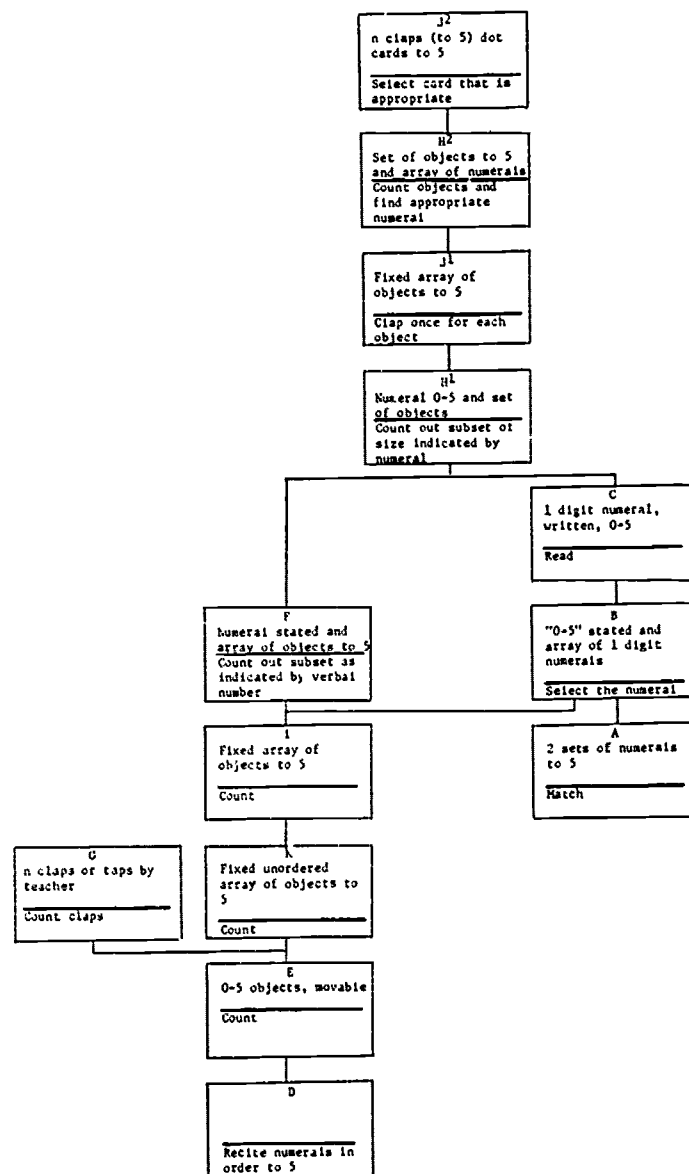 J2
n claps (to 5) dot
cards to 5
Select card that is
appropriate
H2
Set of objects to 5
and array of numerals
Count objects and
find appropriate
numeral
J1
Fixed array of
objects to 5
Clap once for each
object
H1
Numeral 0-5 and set
of objects
Count out subset of
size indicated by
numeral
C
1 digit numeral,
written, 0-5
Read
F
Numeral stated and
array of objects to 5
Count out subset as
indicated by verbal
number
B
"0-5" stated and
array of 1 digit
numerals
Select the numeral
Fixed array of
objects to 5
Count
A
2 sets of numerals
to 5
Match
G
n claps or taps by
teacher
Count claps
K
Fixed unordered
array of objects to
5
Count
E
0-5 objects, movable
Count
D
Recite numerals in
order to 5